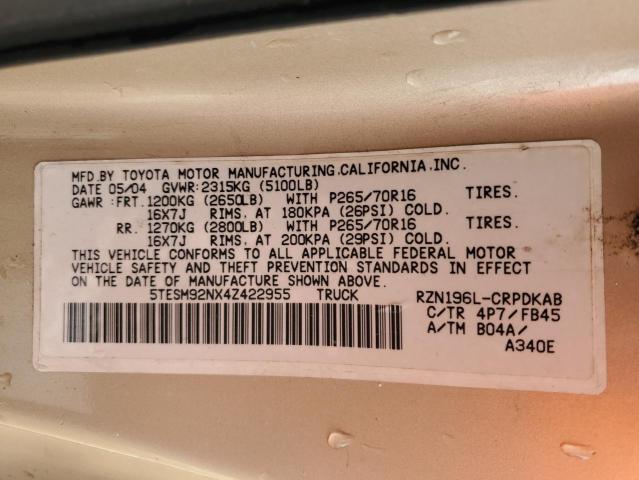 MFD.BY TOYOTA MOTOR MANUFACTURING,CALIFORNIA,INC.
DATE 05/04 GVWR:2315KG (5100LB)
GAWR :FRT.1200KG (2650LB) WITH P265/70R16 TIRES.
16X7J RIMS, AT 180KPA (26PSI) COLD.
RR. 1270KG (2800LB) WITH P265/70R16 TIRES.
16X7J RIMS, AT 200KPA (29PSI) COLD.
THIS VEHICLE CONFORMS TO ALL APPLICABLE FEDERAL MOTOR
VEHICLE SAFETY AND THEFT PREVENTION STANDARDS IN EFFECT
ON THE DATE OF MANUFACTURE SHOWN ABOVE.
5TESM92NX4Z422955 TRUCK RZN196L-CRPDKAB
C/TR 4P7/FB45
A/TM B04A/
A340E